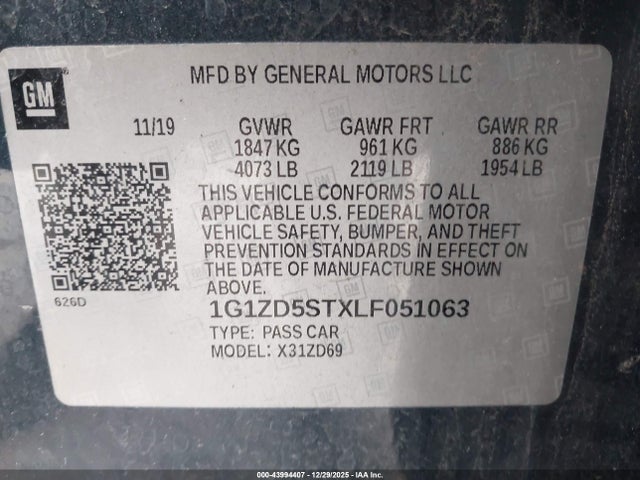 GM
MFD BY GENERAL MOTORS LLC
11/19 GVWR GAWR FRT GAWR RR
1847 KG 961 KG 886 KG
4073 LB 2119 LB 1954 LB
THIS VEHICLE CONFORMS TO ALL
APPLICABLE U.S. FEDERAL MOTOR
VEHICLE SAFETY, BUMPER, AND THEFT
PREVENTION STANDARDS IN EFFECT ON
THE DATE OF MANUFACTURE SHOWN
ABOVE.
626D
1G1ZD5STXLF051063
TYPE: PASS CAR
MODEL: X31ZD69
000-43994407 • 12/29/2025 • IAA Inc.